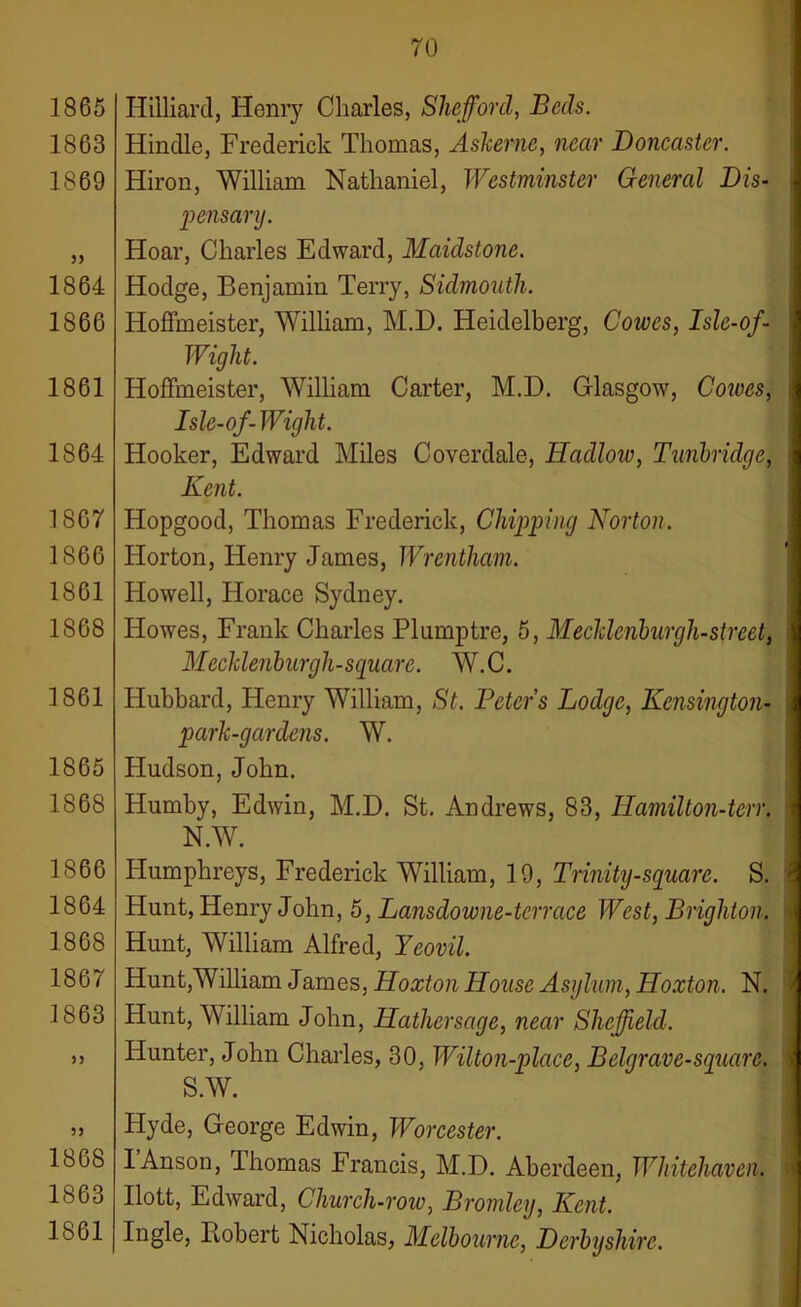 70
1865 Hilliard, Henry Charles, Shefford, Beds.
1863 Hindle, Frederick Thomas, Askerne, near Doncaster.
1869 Hiron, William Nathaniel, Westminster General Dis-
pensary.
„ Hoar, Charles Edward, Maidstone.
1864 Hodge, Benjamin Terry, Sidmouth.
1866 Hoffmeister, William, M.D. Heidelberg, Cowes, Isle-of-
Wight.
1861 Hoffmeister, William Carter, M.D. Glasgow, Cowes,
Isle-of-Wight.
1864 Hooker, Edward Miles Coverdale, Hadlow, Tunbridge,
Kent.
1867 Hopgood, Thomas Frederick, Chipping Norton.
1866 Horton, Henry James, Wrentham.
1861 Howell, Horace Sydney.
1868 Howes, Frank Charles Plumptre, 5, Mecklenburgh-street,
Mecklenburgh-square. W.C.
1861 Hubbard, Henry William, St. Peter's Lodge, Kensington-
park-gardens. W.
1865 Hudson, John.
1868 Humby, Edwin, M.D. St. Andrews, 83, Hamilton-terr.
N.W.
1866 Humphreys, Frederick William, 19, Trinity-square. S.
1864 Hunt, Henry John, 5, Lansdowne-terrace West, Brighton.
1868 Hunt, William Alfred, Yeovil.
1867 Hunt, William James, Hoxton House Asylum, Hoxton. N.
1863 Hunt, William John, Hathersage, near Sheffield.
„ Hunter, John Charles, 30, Wilton-place, Belgrave-square.
S.W.
„ Hyde, George Edwin, Worcester.
1868 I'Anson, Thomas Francis, M.D. Aberdeen, Whitehaven.
1863 Ilott, Edward, Church-row, Bromley, Kent.
1861 Ingle, Robert Nicholas, Melbourne, Derbyshire.